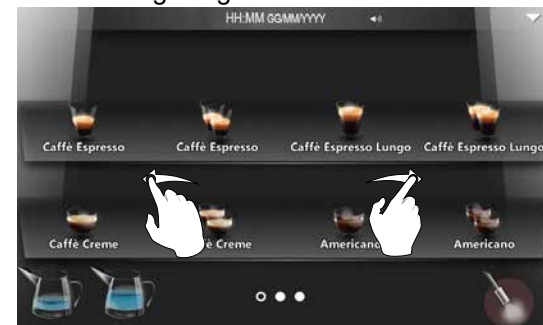 HH:MM GG/MM/YYYY
Caffè Espresso Caffè Espresso Caffè Espresso Lungo Caffè Espresso Lungo
Caffè Creme è Creme Americano Americano